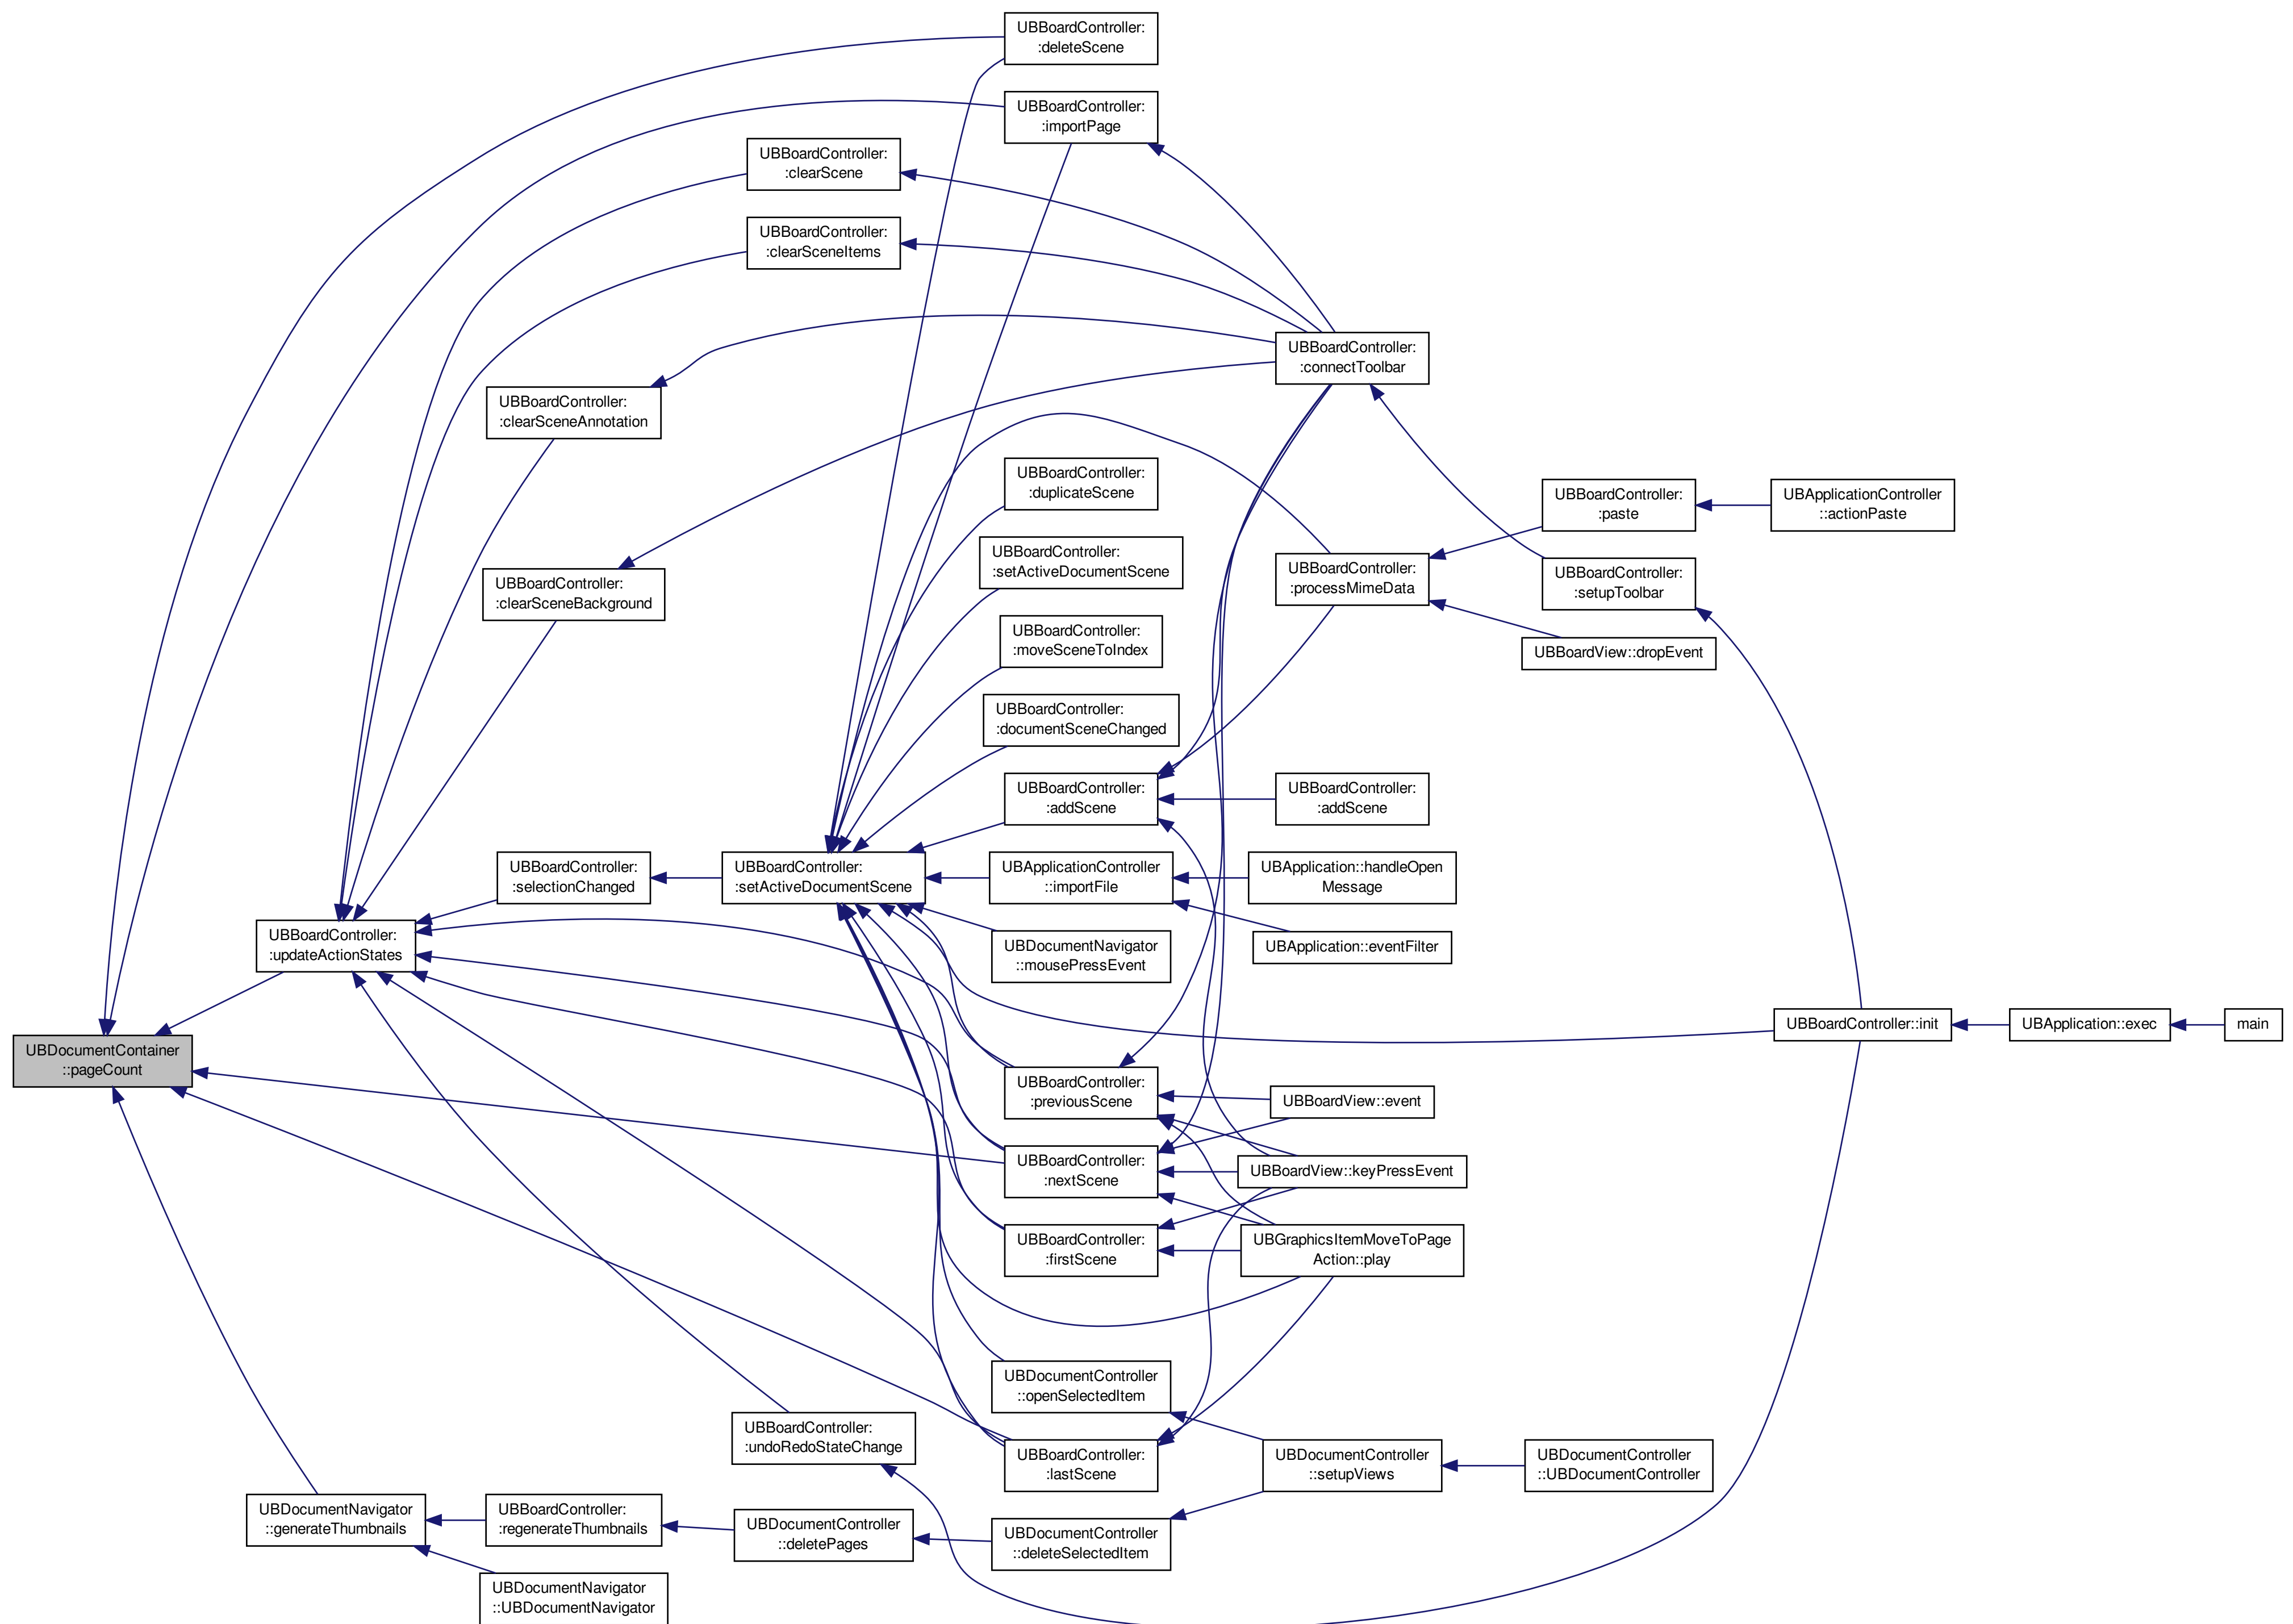 UBBoardController:
:deleteScene
UBBoardController:
:importPage
UBBoardController:
:clearScene
UBBoardController:
:clearSceneItems
UBBoardController:
:connectToolbar
UBBoardController:
:clearSceneAnnotation
UBBoardController:
:duplicateScene
UBBoardController:
:paste
UBApplicationController
::actionPaste
UBBoardController:
:setActiveDocumentScene
UBBoardController:
:processMimeData
UBBoardController:
:setupToolbar
UBBoardController:
:clearSceneBackground
UBBoardController:
:moveSceneToIndex
UBBoardView::dropEvent
UBBoardController:
:documentSceneChanged
UBBoardController:
:addScene
UBBoardController:
:addScene
UBBoardController:
:selectionChanged
UBBoardController:
:setActiveDocumentScene
UBApplicationController
::importFile
UBApplication::handleOpen
Message
UBBoardController:
:updateActionStates
UBDocumentNavigator
::mousePressEvent
UBApplication::eventFilter
UBBoardController::init
UBApplication::exec
main
UBDocumentContainer
::pageCount
UBBoardController:
:previousScene
UBBoardView::event
UBBoardController:
:nextScene
UBBoardView::keyPressEvent
UBBoardController:
:firstScene
UBGraphicsItemMoveToPage
Action::play
UBDocumentController
::openSelectedItem
UBBoardController:
:undoRedoStateChange
UBBoardController:
:lastScene
UBDocumentController
::setupViews
UBDocumentController
::UBDocumentController
UBDocumentNavigator
::generateThumbnails
UBBoardController:
:regenerateThumbnails
UBDocumentController
::deletePages
UBDocumentController
::deleteSelectedItem
UBDocumentNavigator
::UBDocumentNavigator